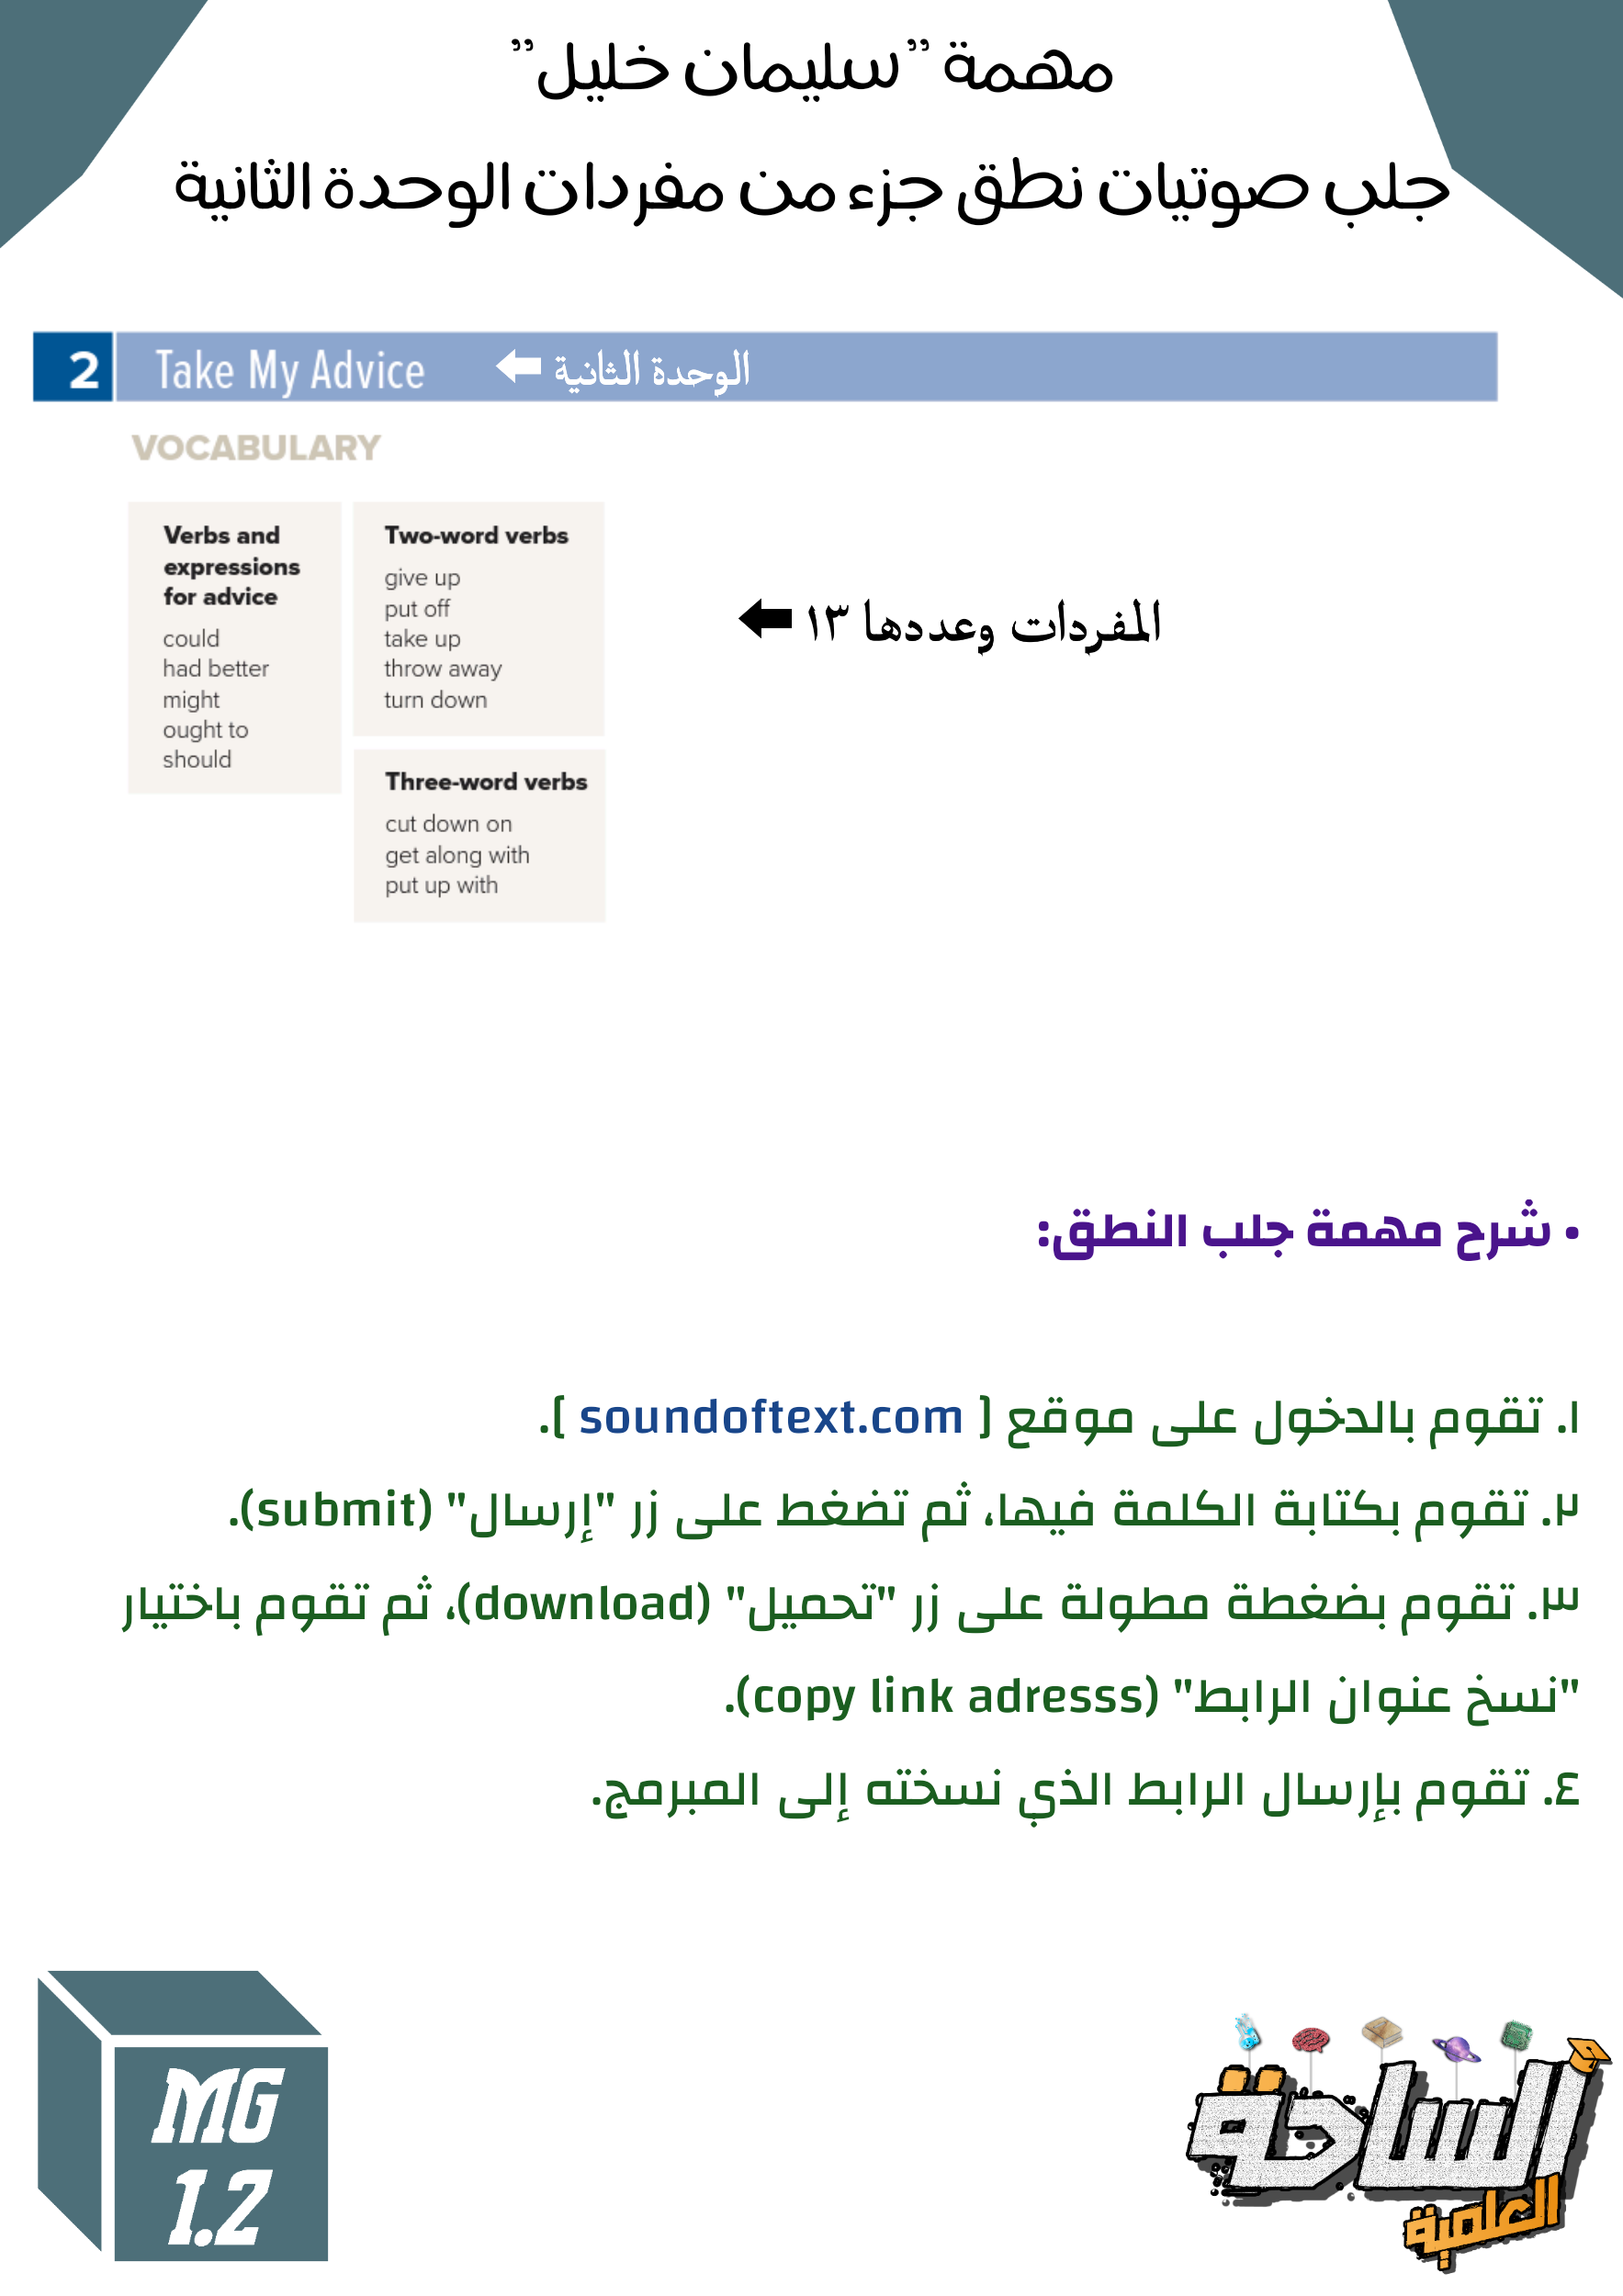 مهمة ”سليمان خليل”
جلب صوتيات نطق جزء من مفردات الوحدة الثانية
2 Take My Advice ⬅ الوحدة الثانية
VOCABULARY
Verbs and
expressions
for advice
could
had better
might
ought to
should
Two-word verbs
give up
put off
take up
throw away
turn down
Three-word verbs
cut down on
get along with
put up with
المفردات وعددها ١٣ ⬅
• شرح مهمة جلب النطق:
١. تقوم بالدخول على موقع [ soundoftext.com ].
٢. تقوم بكتابة الكلمة فيها، ثم تضغط على زر "إرسال" (submit).
٣. تقوم بضغطة مطولة على زر "تحميل" (download)، ثم تقوم باختيار
"نسخ عنوان الرابط" (copy link adresss).
٤. تقوم بإرسال الرابط الذي نسخته إلى المبرمج.
MG
1.2
الساحة
العلمية